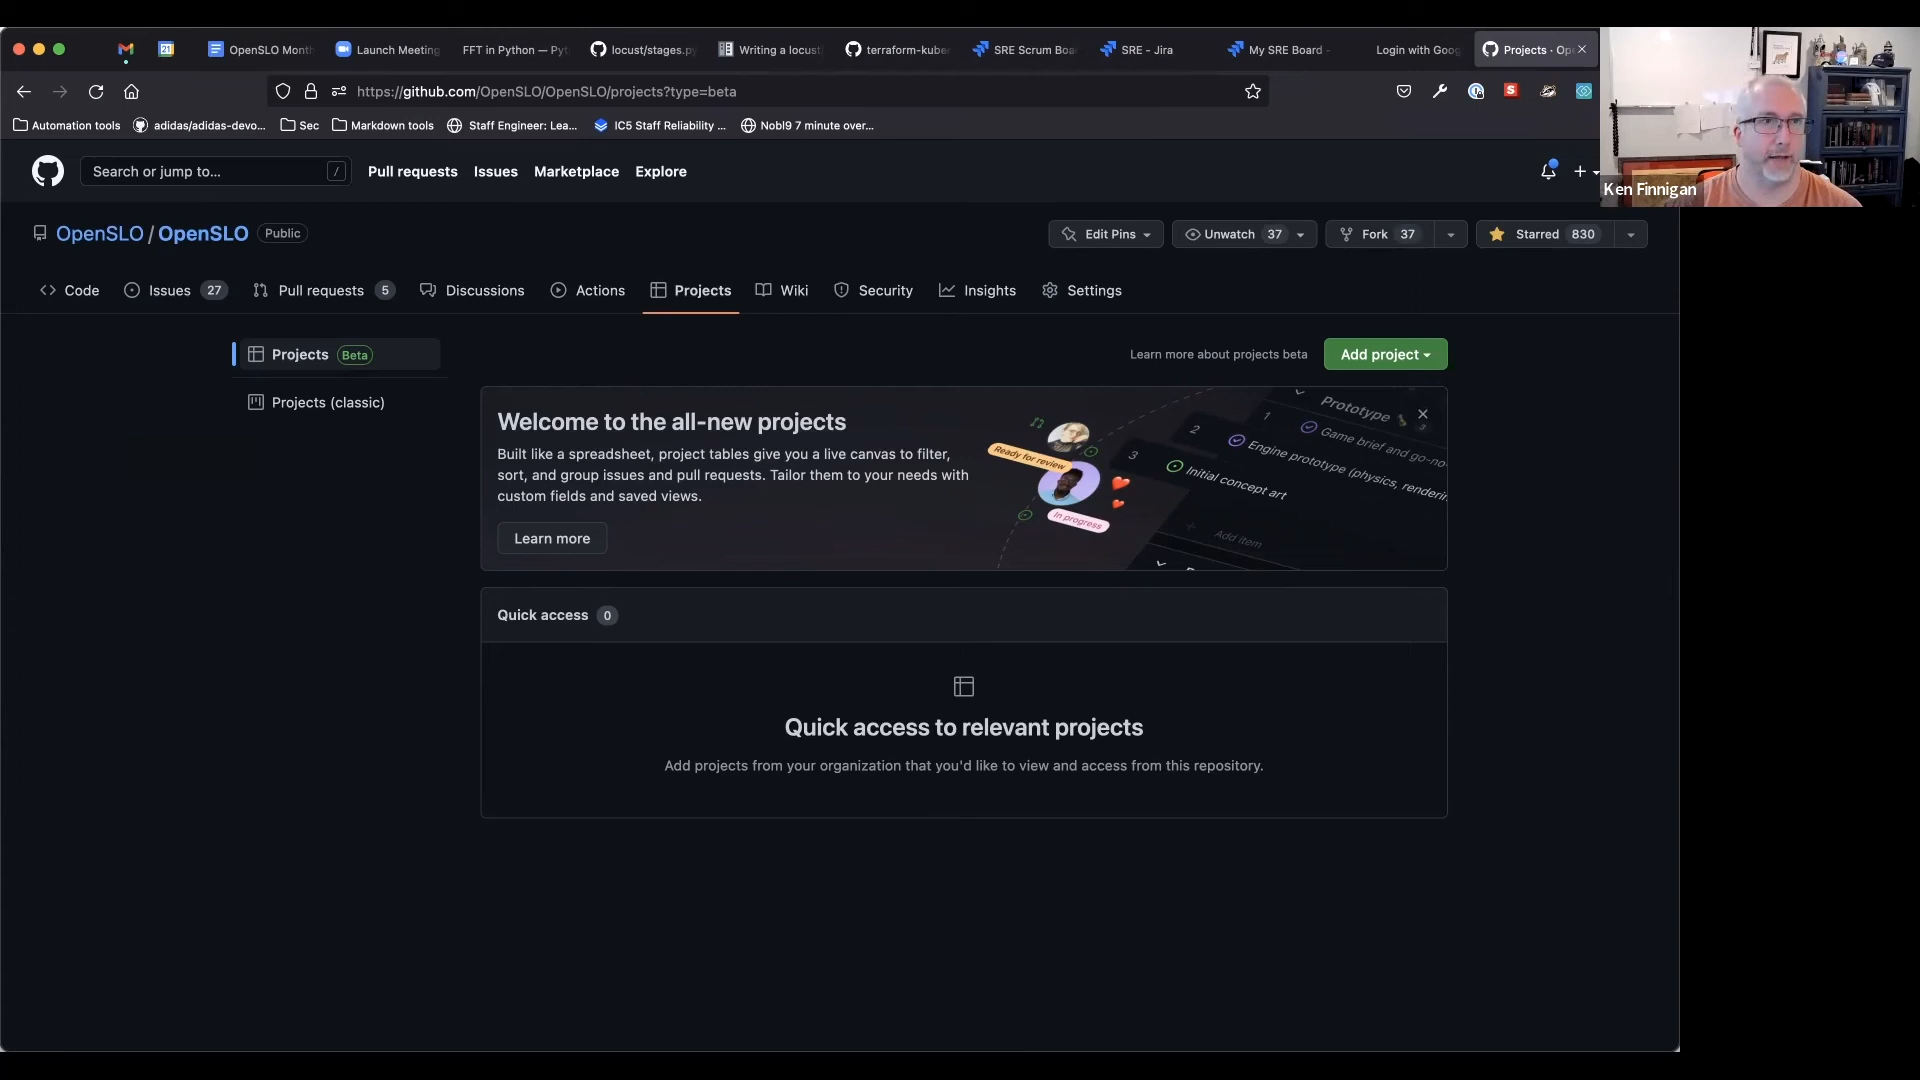 OpenSLO Month
Launch Meeting
FFT in Python — Pyt
locust/stages.py
Writing a locust
terraform-kube
SRE Scrum Boa
SRE - Jira
My SRE Board -
Login with Goog
Projects · Op
https://github.com/OpenSLO/OpenSLO/projects?type=beta
Automation tools
adidas/adidas-devo...
Sec
Markdown tools
Staff Engineer: Lea...
IC5 Staff Reliability ...
Nobl9 7 minute over...
Search or jump to...
/
Pull requests
Issues
Marketplace
Explore
Ken Finnigan
OpenSLO / OpenSLO Public
Edit Pins
Unwatch 37
Fork 37
Starred 830
Code
Issues 27
Pull requests 5
Discussions
Actions
Projects
Wiki
Security
Insights
Settings
Projects Beta
Projects (classic)
Learn more about projects beta
Add project
Welcome to the all-new projects
Built like a spreadsheet, project tables give you a live canvas to filter,
sort, and group issues and pull requests. Tailor them to your needs with
custom fields and saved views.
Learn more
Ready for review
In progress
Prototype 3
1 Game brief and go-no-
2 Engine prototype (physics, renderin
3 Initial concept art
+ Add item
Quick access 0
Quick access to relevant projects
Add projects from your organization that you'd like to view and access from this repository.